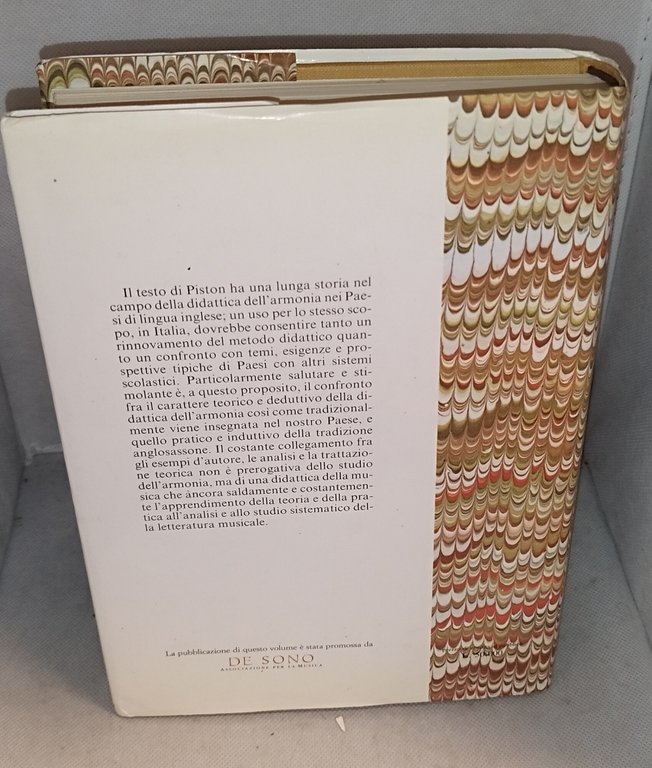 Il testo di Piston ha una lunga storia nel
campo della didattica dell'armonia nei Pae-
si di lingua inglese; un uso per lo stesso sco-
po, in Italia, dovrebbe consentire tanto un
rinnovamento del metodo didattico quan-
to un confronto con temi, esigenze e pro-
spettive tipiche di Paesi con altri sistemi
scolastici. Particolarmente salutare e sti-
molante è, a questo proposito, il confronto
fra il carattere teorico e deduttivo della di-
dattica dell'armonia così come tradizional-
mente viene insegnata nel nostro Paese, e
quello pratico e induttivo della tradizione
anglosassone. Il costante collegamento fra
gli esempi d'autore, le analisi e la trattazio-
ne teorica non è prerogativa dello studio
dell'armonia, ma di una didattica della mu-
sica che àncora saldamente e costantemen-
te l'apprendimento della teoria e della pra-
tica all'analisi e allo studio sistematico del-
la letteratura musicale.
La pubblicazione di questo volume è stata promossa da
DE SONO
ASSOCIAZIONE PER LA MUSICA